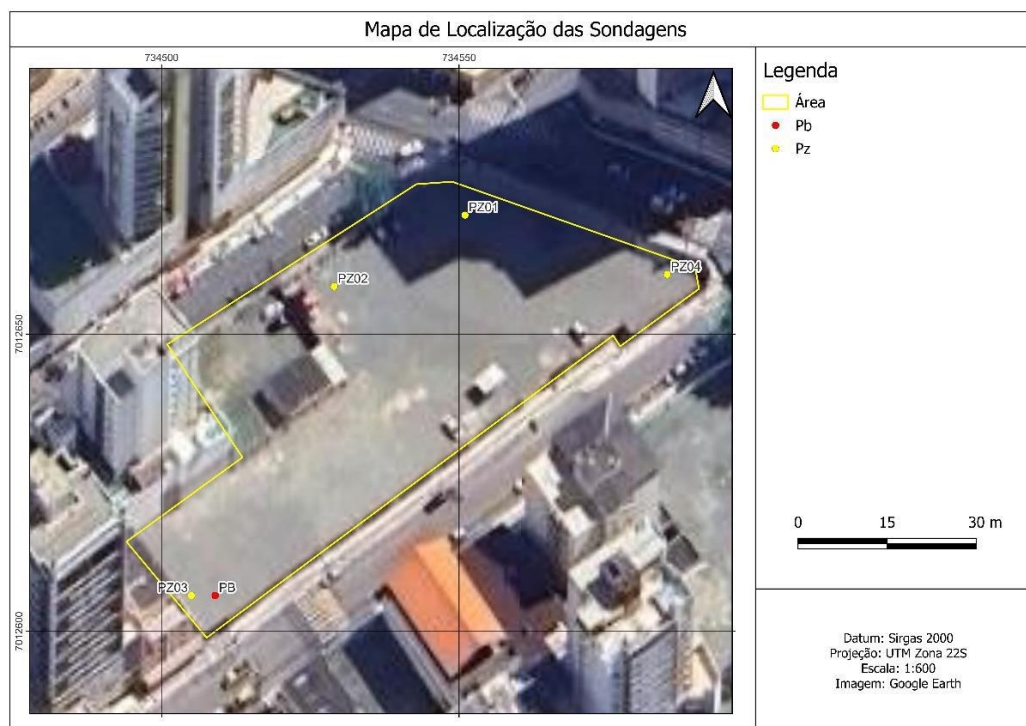 Mapa de Localização das Sondagens
734500
734550
Legenda
Área
Pb
Pz
PZ01
PZ02
PZ04
7012650
0 15 30 m
PZ03
PB
7012600
Datum: Sirgas 2000
Projeção: UTM Zona 22S
Escala: 1:600
Imagem: Google Earth